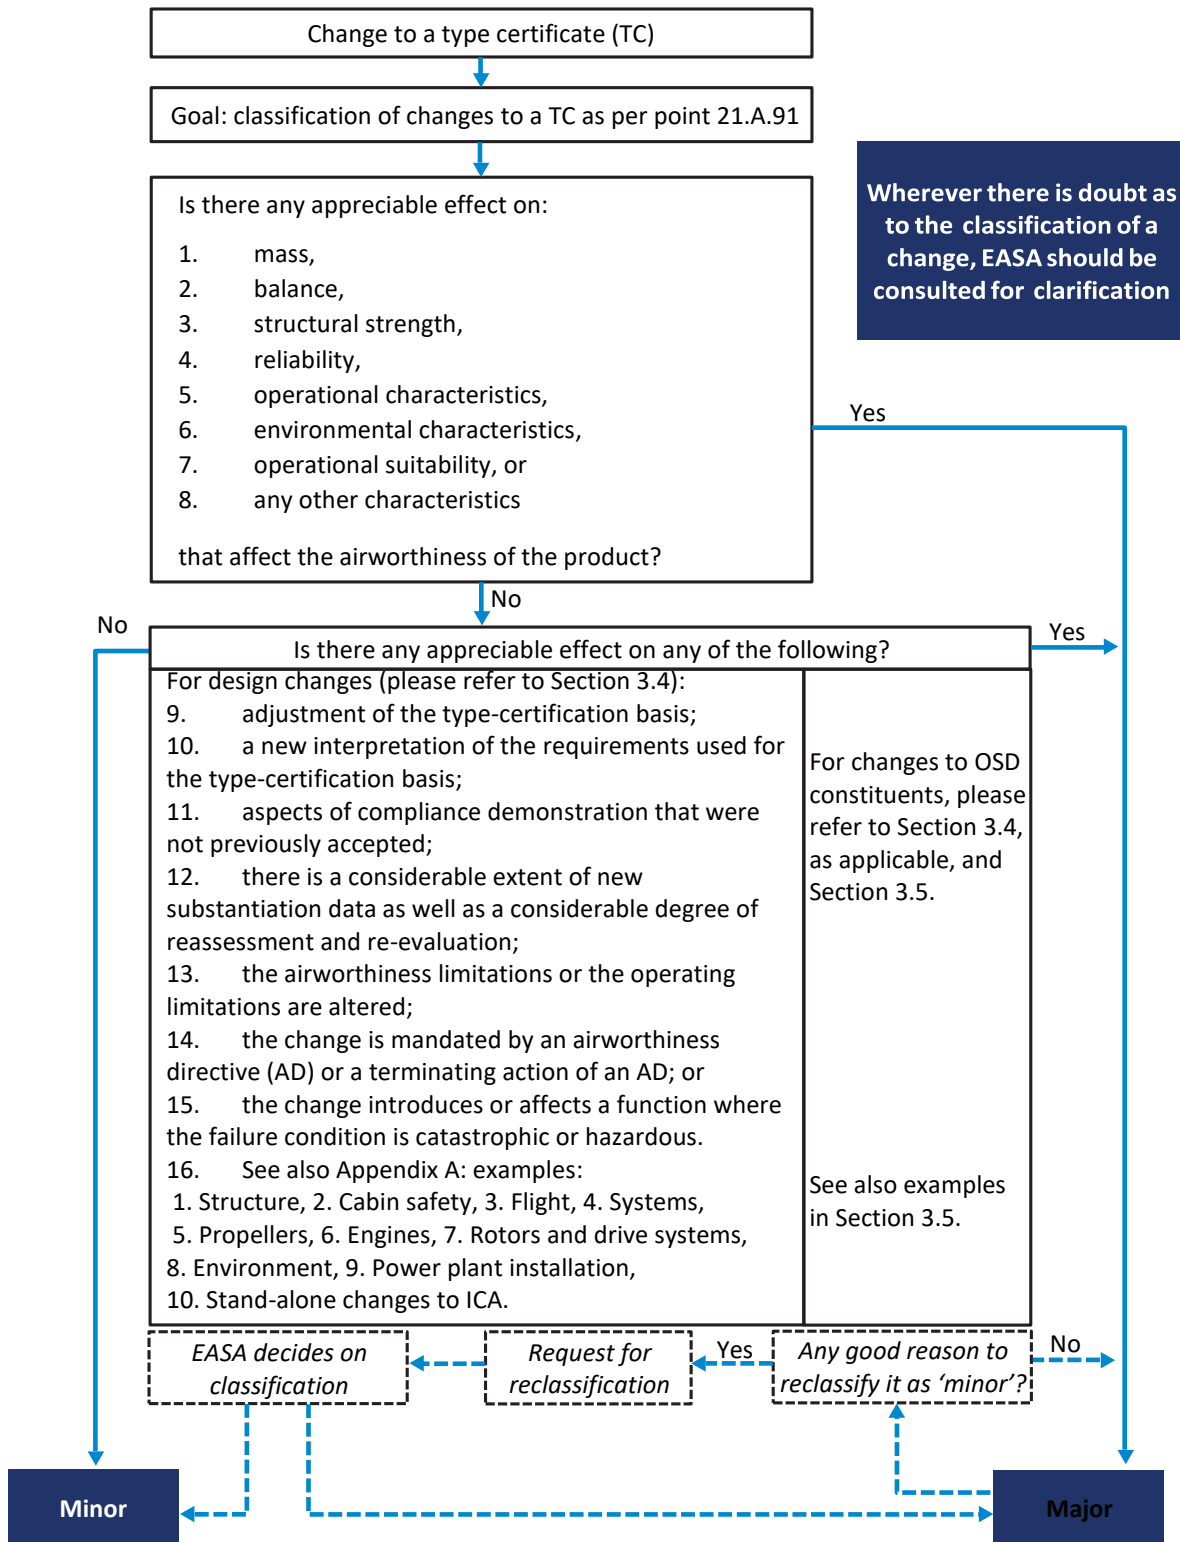 Change to a type certificate (TC)
Goal: classification of changes to a TC as per point 21.A.91
Wherever there is doubt as
to the classification of a
change, EASA should be
consulted for clarification
Is there any appreciable effect on:
1. mass,
2. balance,
3. structural strength,
4. reliability,
5. operational characteristics,
6. environmental characteristics,
7. operational suitability, or
8. any other characteristics
that affect the airworthiness of the product?
Yes
No
No
Yes
Is there any appreciable effect on any of the following?
For design changes (please refer to Section 3.4):
9. adjustment of the type-certification basis;
10. a new interpretation of the requirements used for
the type-certification basis;
11. aspects of compliance demonstration that were
not previously accepted;
12. there is a considerable extent of new
substantiation data as well as a considerable degree of
reassessment and re-evaluation;
13. the airworthiness limitations or the operating
limitations are altered;
14. the change is mandated by an airworthiness
directive (AD) or a terminating action of an AD; or
15. the change introduces or affects a function where
the failure condition is catastrophic or hazardous.
16. See also Appendix A: examples:
1. Structure, 2. Cabin safety, 3. Flight, 4. Systems,
5. Propellers, 6. Engines, 7. Rotors and drive systems,
8. Environment, 9. Power plant installation,
10. Stand-alone changes to ICA.
For changes to OSD
constituents, please
refer to Section 3.4,
as applicable, and
Section 3.5.
See also examples
in Section 3.5.
EASA decides on
classification
Request for
reclassification
Yes
Any good reason to
reclassify it as ‘minor’?
No
Minor
Major